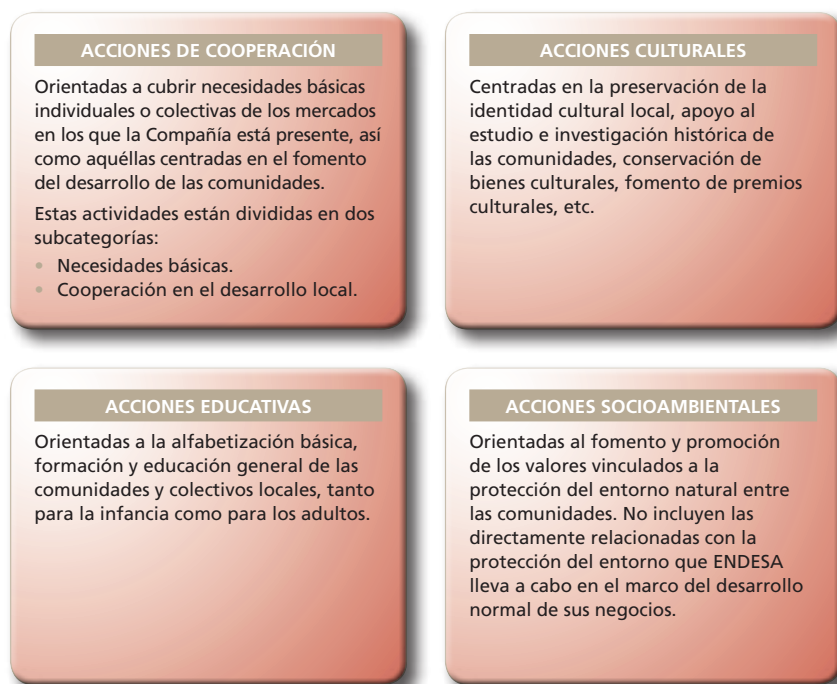 ACCIONES DE COOPERACIÓN
Orientadas a cubrir necesidades básicas
individuales o colectivas de los mercados
en los que la Compañía está presente, así
como aquéllas centradas en el fomento
del desarrollo de las comunidades.
Estas actividades están divididas en dos
subcategorías:
• Necesidades básicas.
• Cooperación en el desarrollo local.
ACCIONES CULTURALES
Centradas en la preservación de la
identidad cultural local, apoyo al
estudio e investigación histórica de
las comunidades, conservación de
bienes culturales, fomento de premios
culturales, etc.
ACCIONES EDUCATIVAS
Orientadas a la alfabetización básica,
formación y educación general de las
comunidades y colectivos locales, tanto
para la infancia como para los adultos.
ACCIONES SOCIOAMBIENTALES
Orientadas al fomento y promoción
de los valores vinculados a la
protección del entorno natural entre
las comunidades. No incluyen las
directamente relacionadas con la
protección del entorno que ENDESA
lleva a cabo en el marco del desarrollo
normal de sus negocios.